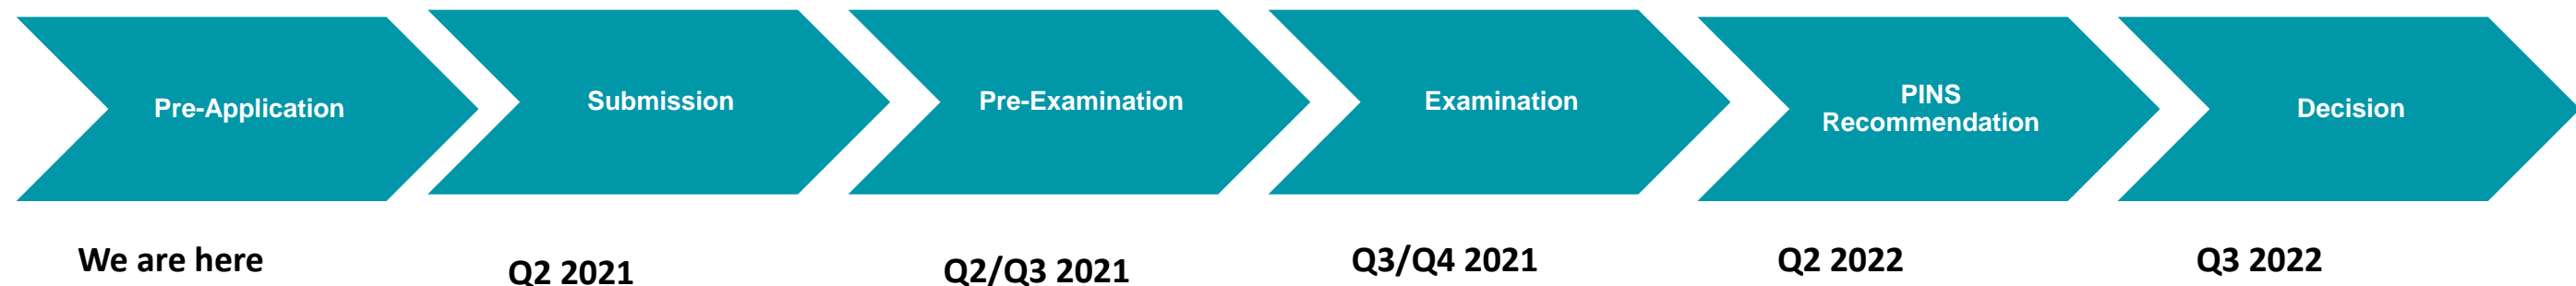 Pre-Application
Submission
Pre-Examination
Examination
PINS
Recommendation
Decision
We are here
Q2 2021
Q2/Q3 2021
Q3/Q4 2021
Q2 2022
Q3 2022